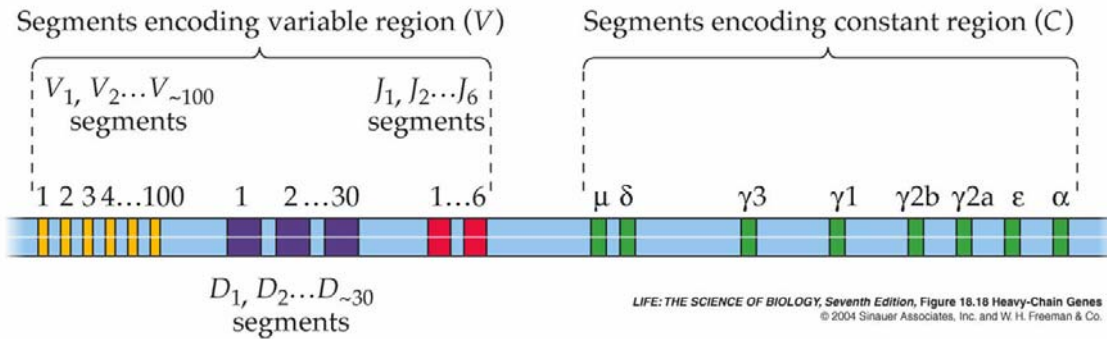 Segments encoding variable region (V)
Segments encoding constant region (C)
V₁, V₂...V~₁₀₀
segments
J₁, J₂...J₆
segments
1 2 3 4...100 1 2 ...30 1...6 μ δ γ3 γ1 γ2b γ2a ε α
D₁, D₂...D~₃₀
segments
LIFE: THE SCIENCE OF BIOLOGY, Seventh Edition, Figure 18.18 Heavy-Chain Genes
© 2004 Sinauer Associates, Inc. and W. H. Freeman & Co.